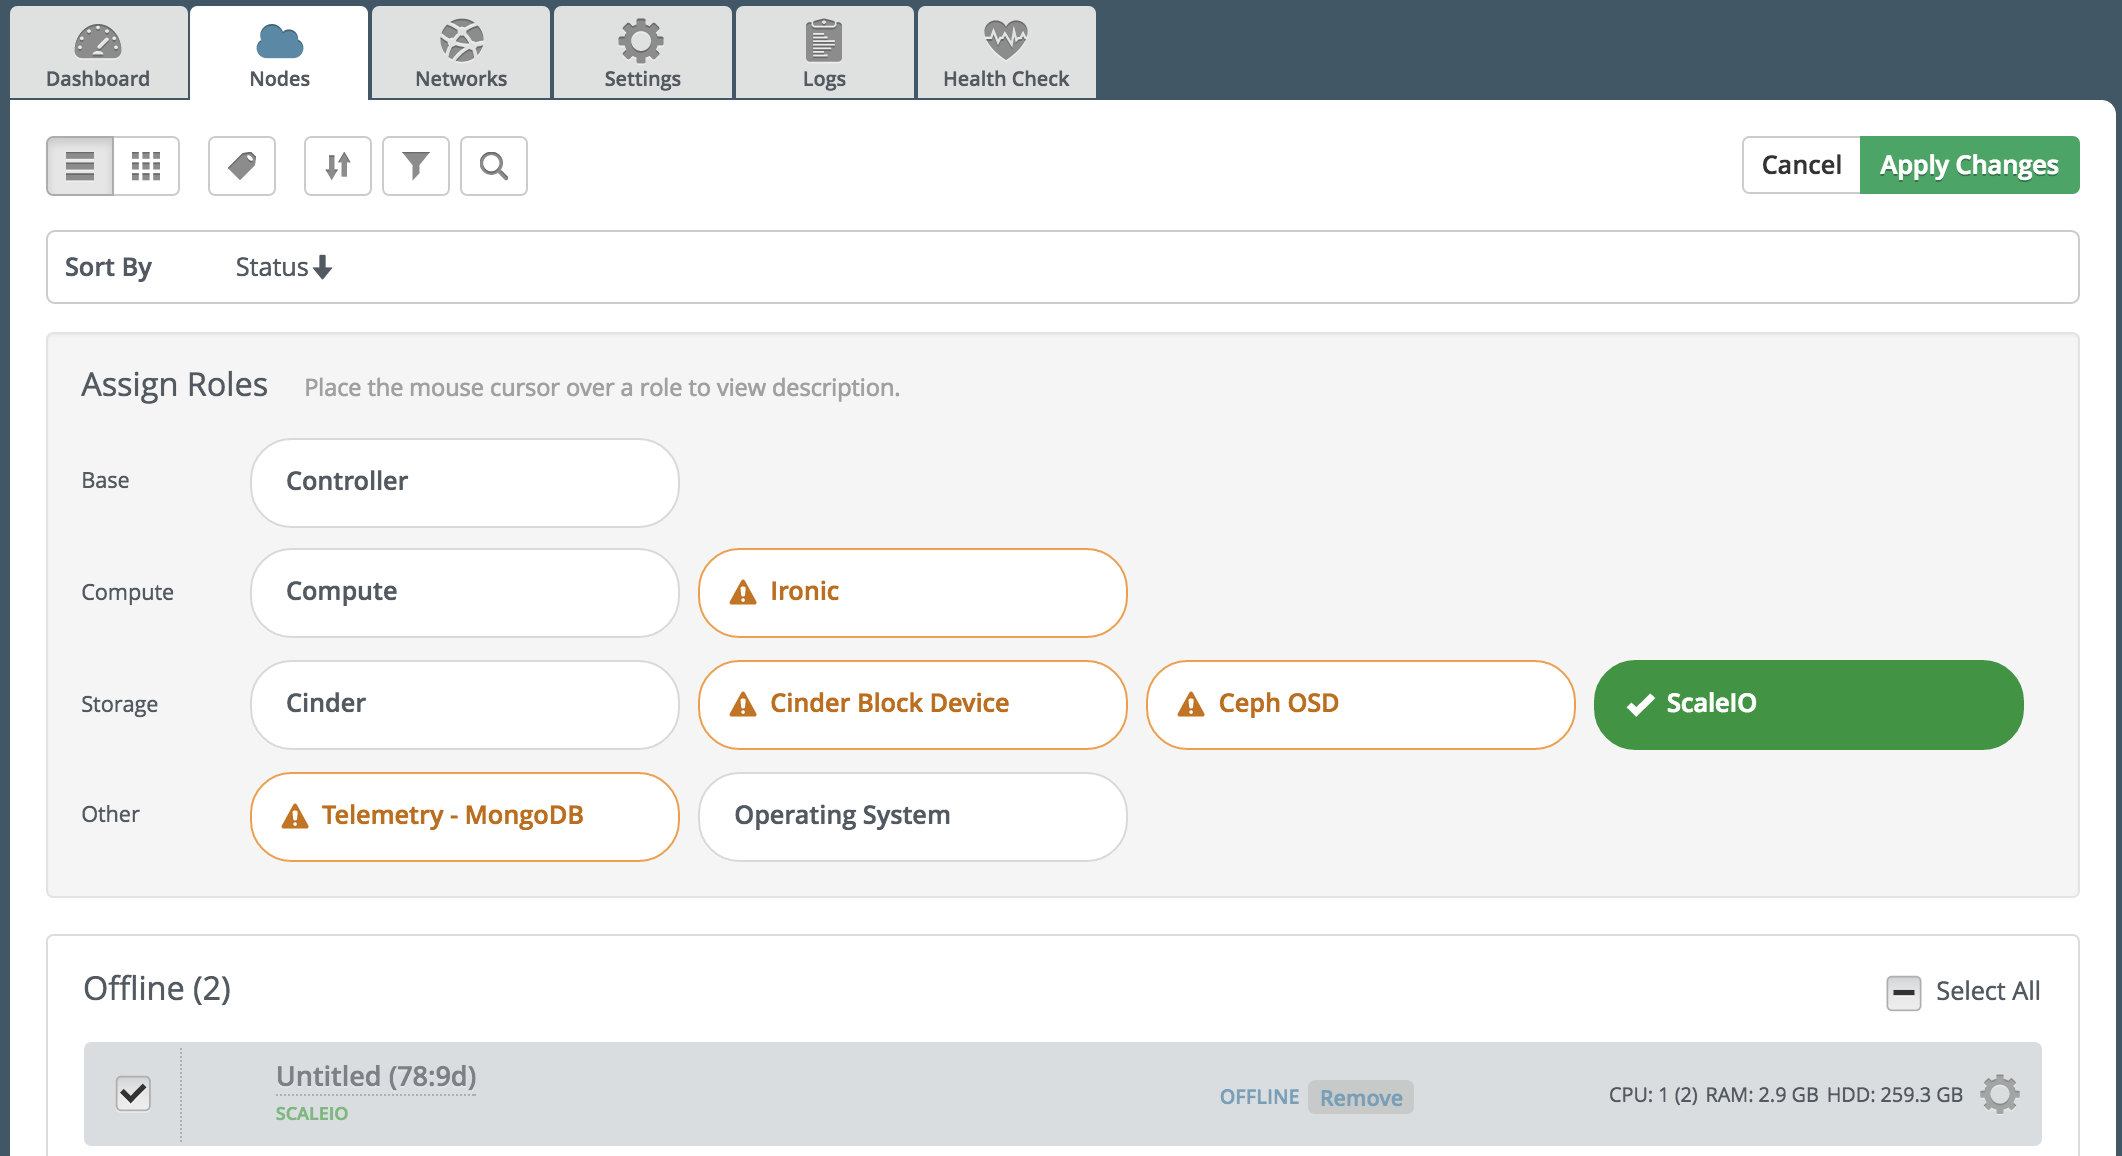 Dashboard
Nodes
Networks
Settings
Logs
Health Check
Cancel
Apply Changes
Sort By Status
Assign Roles Place the mouse cursor over a role to view description.
Base
Controller
Compute
Compute
Ironic
Storage
Cinder
Cinder Block Device
Ceph OSD
ScaleIO
Other
Telemetry - MongoDB
Operating System
Offline (2)
Select All
Untitled (78:9d)
SCALEIO
OFFLINE
Remove
CPU: 1 (2) RAM: 2.9 GB HDD: 259.3 GB